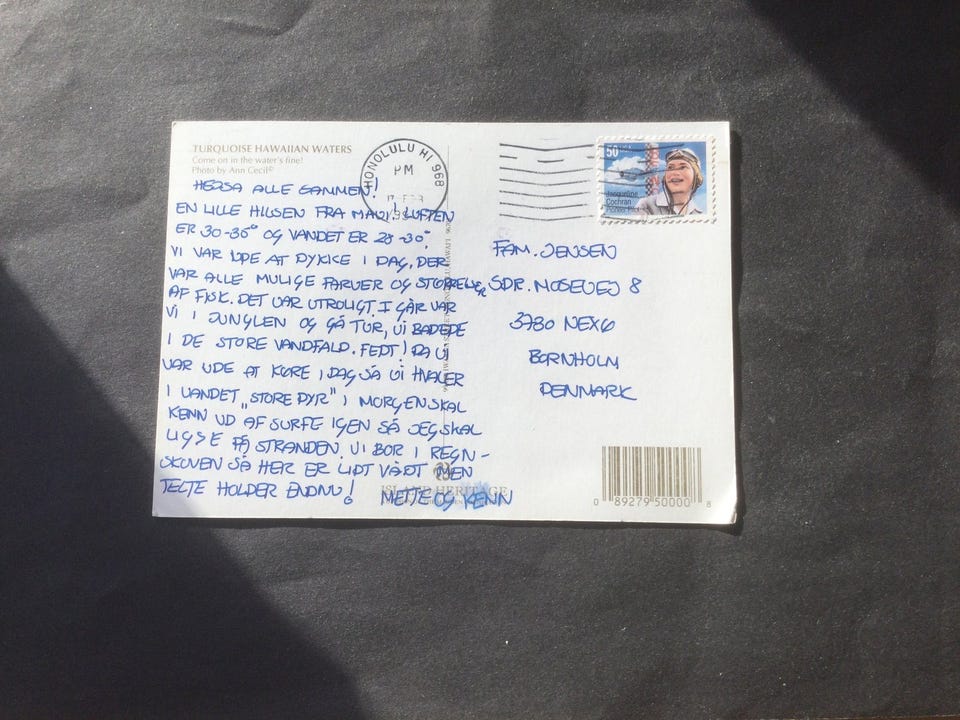 TURQUOISE HAWAIIAN WATERS
Come on in the water's fine!
Photo by Ann Cecil©
HONOLULU HI 968
PM
50 USA
Jacqueline
Cochran
Pioneer Pilot
HEJSA ALLE SAMMEN!
EN LILLE HILSEN FRA MAUI! LUFTEN
ER 30-35° OG VANDET ER 28-30°.
VI VAR UDE AT DYKKE I DAG, DER
VAR ALLE MULIGE FARVER OG STØRRELSER
AF FISK. DET VAR UTROLIGT. I GÅR VAR
VI I JUNGLEN OG GÅ TUR, VI BADEDE
I DE STORE VANDFALD. FEDT! DA VI
VAR UDE AT KØRE I DAG SÅ VI HVALER
I VANDET „STORE DYR" I MORGEN SKAL
KENN UD AF SURFE IGEN SÅ JEG SKAL
LIGGE PÅ STRANDEN. VI BOR I REGN-
SKOVEN SÅ HER ER LIDT VÅDT MEN
TELTE HOLDER ENDNU! METTE OG KENN
FAM. JENSEN
SDR. MOSEVEJ 8
3730 NEXØ
BORNHOLM
DENMARK
ISLAND HERITAGE
0 89279 50000 8